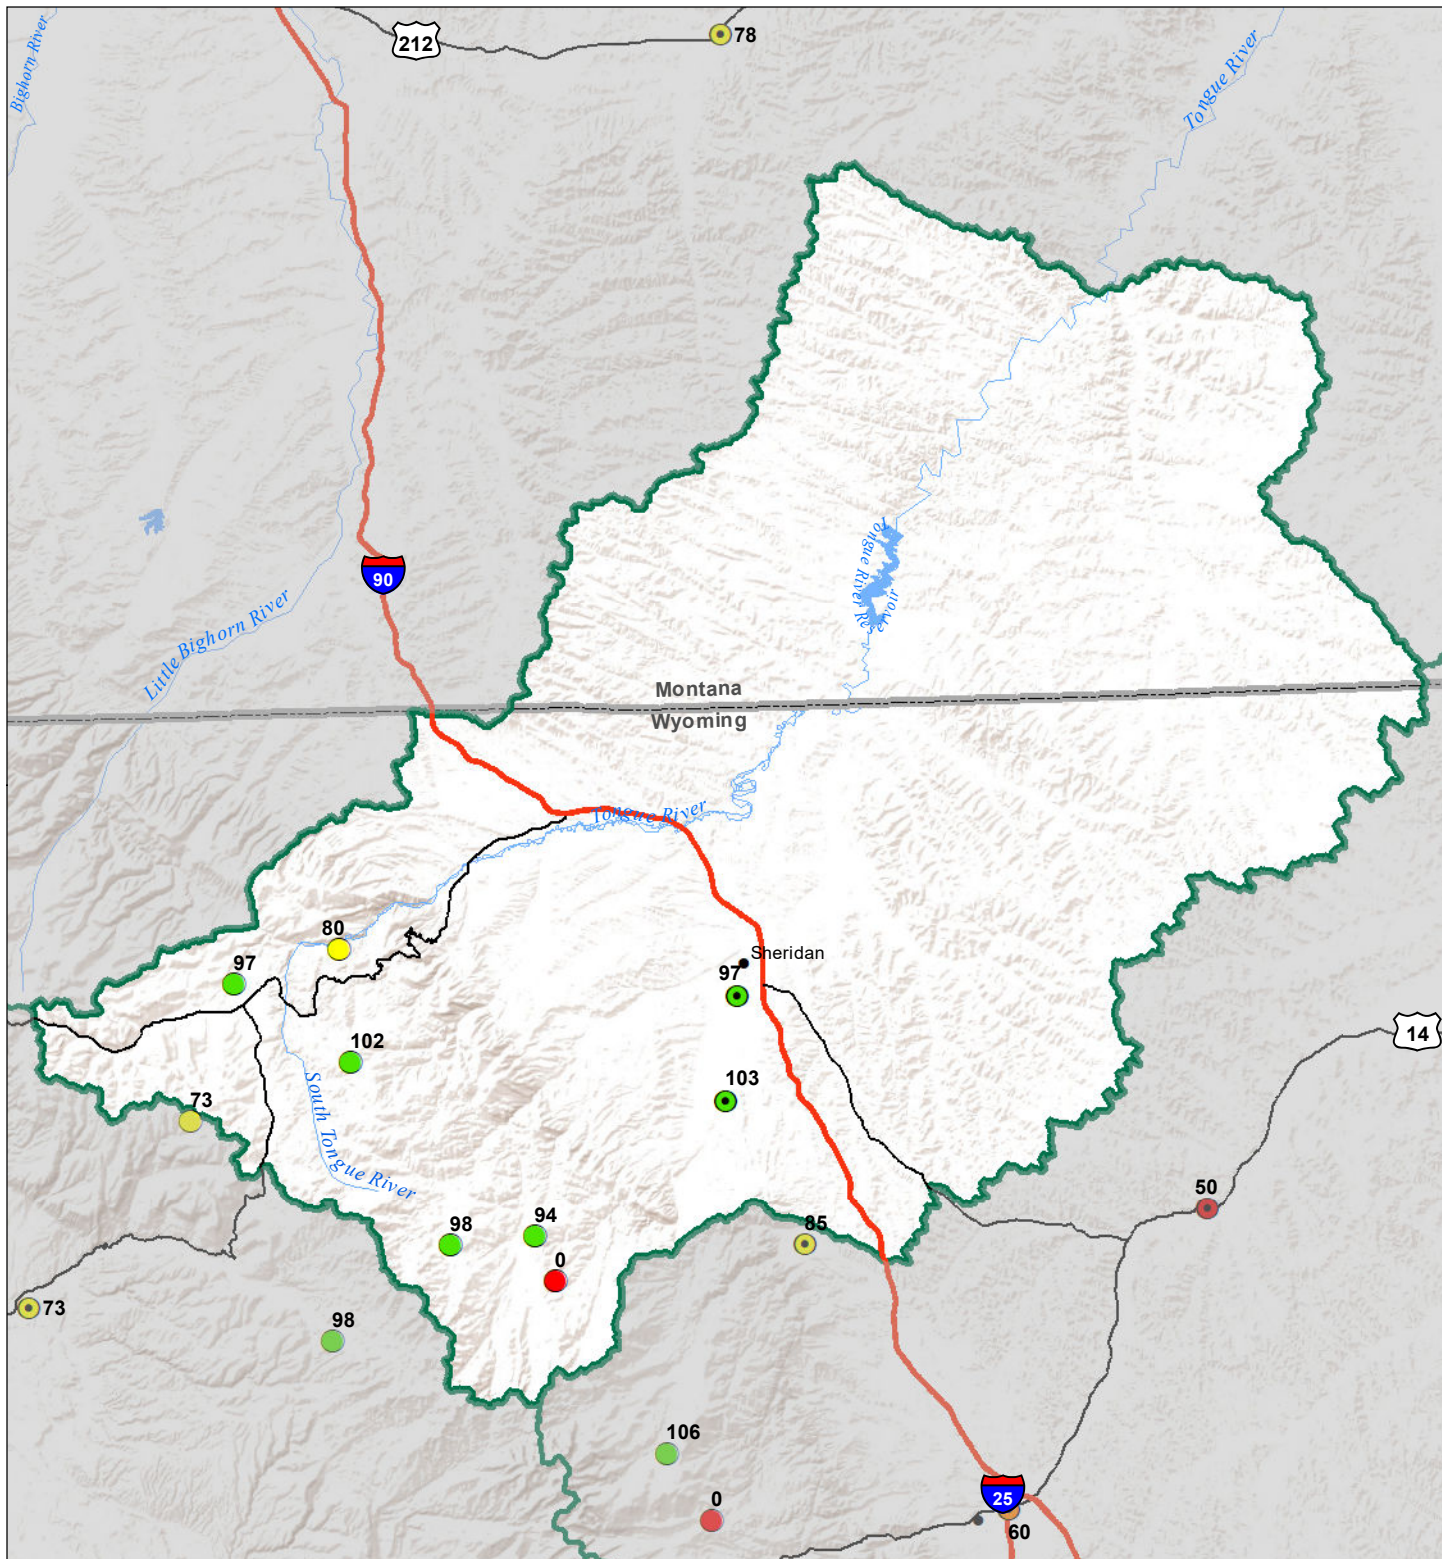 212
78
Bighorn River
Tongue River
90
Tongue River Reservoir
Little Bighorn River
Montana
Wyoming
Tongue River
80
Sheridan
97
97
14
102
103
South Tongue River
73
50
98
94
85
0
73
98
106
0
25
60